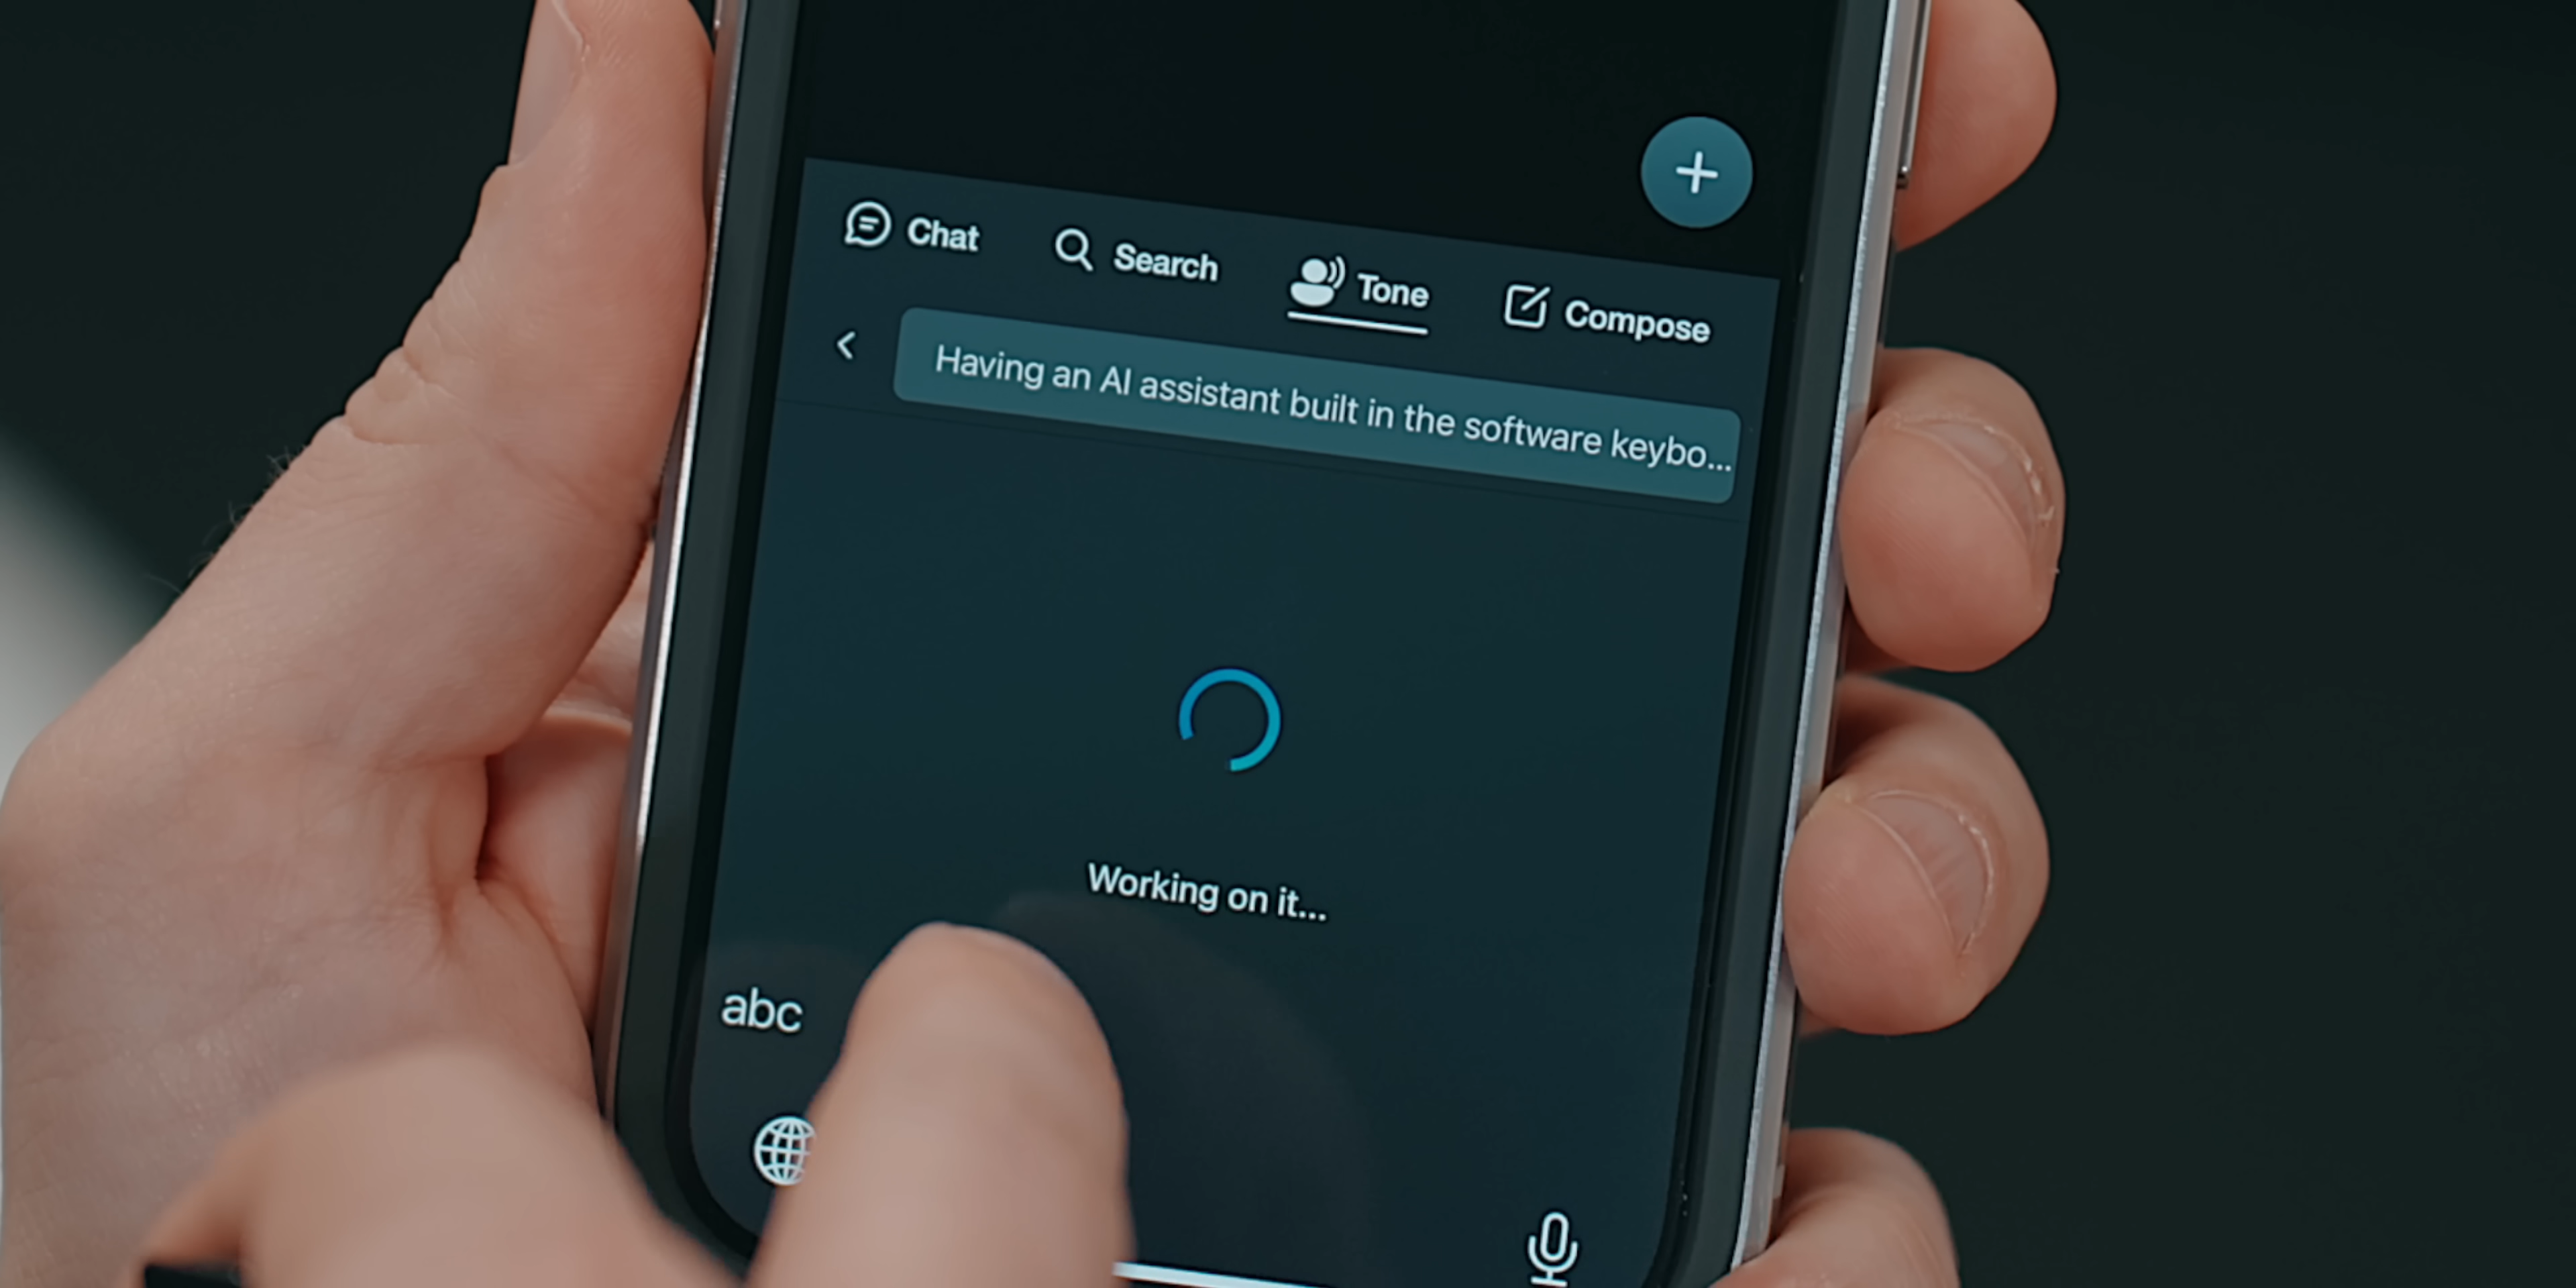 Chat Search Tone Compose
Having an AI assistant built in the software keybo...
Working on it...
abc